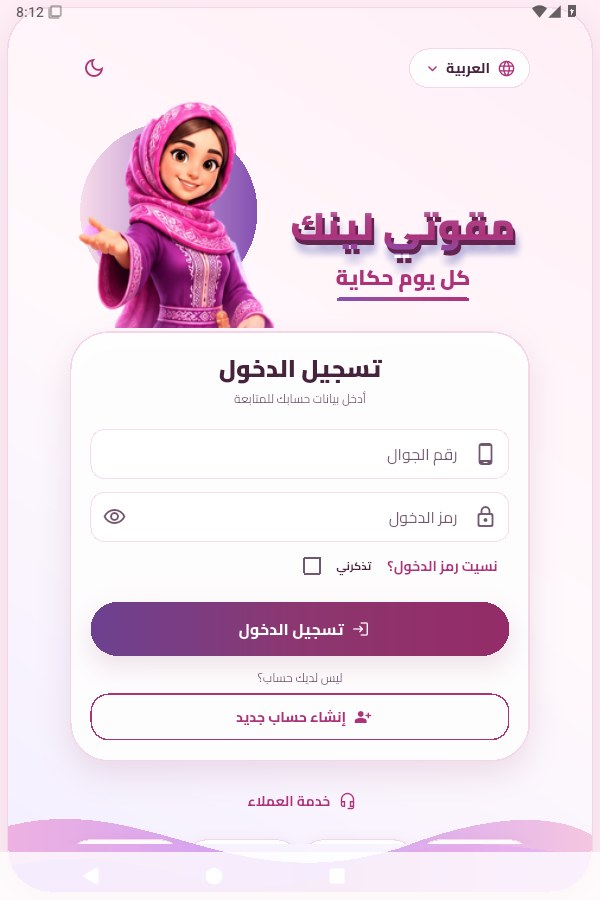 8:12
العربية
مقوتي لينك
كل يوم حكاية
تسجيل الدخول
أدخل بيانات حسابك للمتابعة
رقم الجوال
رمز الدخول
نسيت رمز الدخول؟ تذكرني
تسجيل الدخول
ليس لديك حساب؟
إنشاء حساب جديد
خدمة العملاء